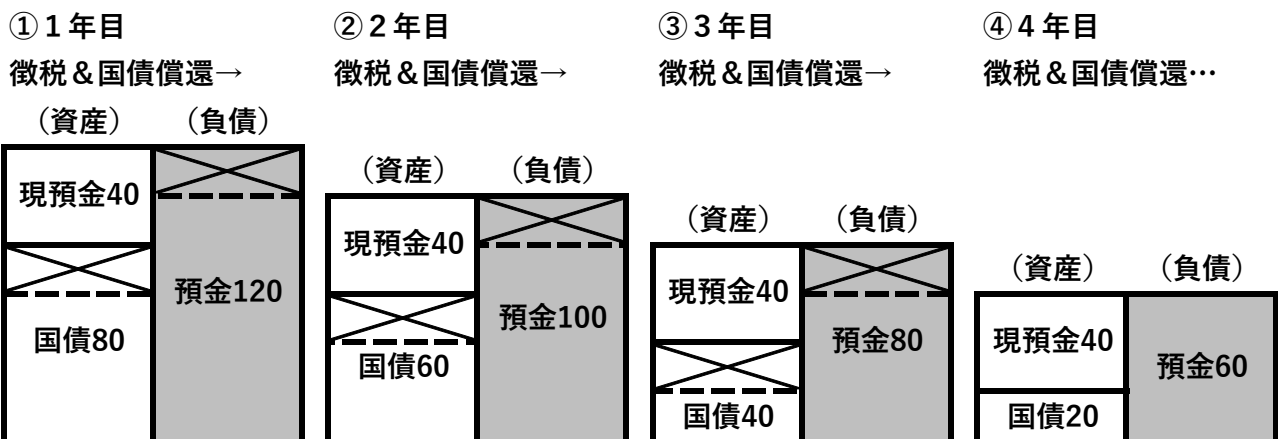 ①1年目
徴税&国債償還→
(資産) (負債)
現預金40
国債80
預金120
②2年目
徴税&国債償還→
(資産) (負債)
現預金40
国債60
預金100
③3年目
徴税&国債償還→
(資産) (負債)
現預金40
国債40
預金80
④4年目
徴税&国債償還…
(資産) (負債)
現預金40
国債20
預金60